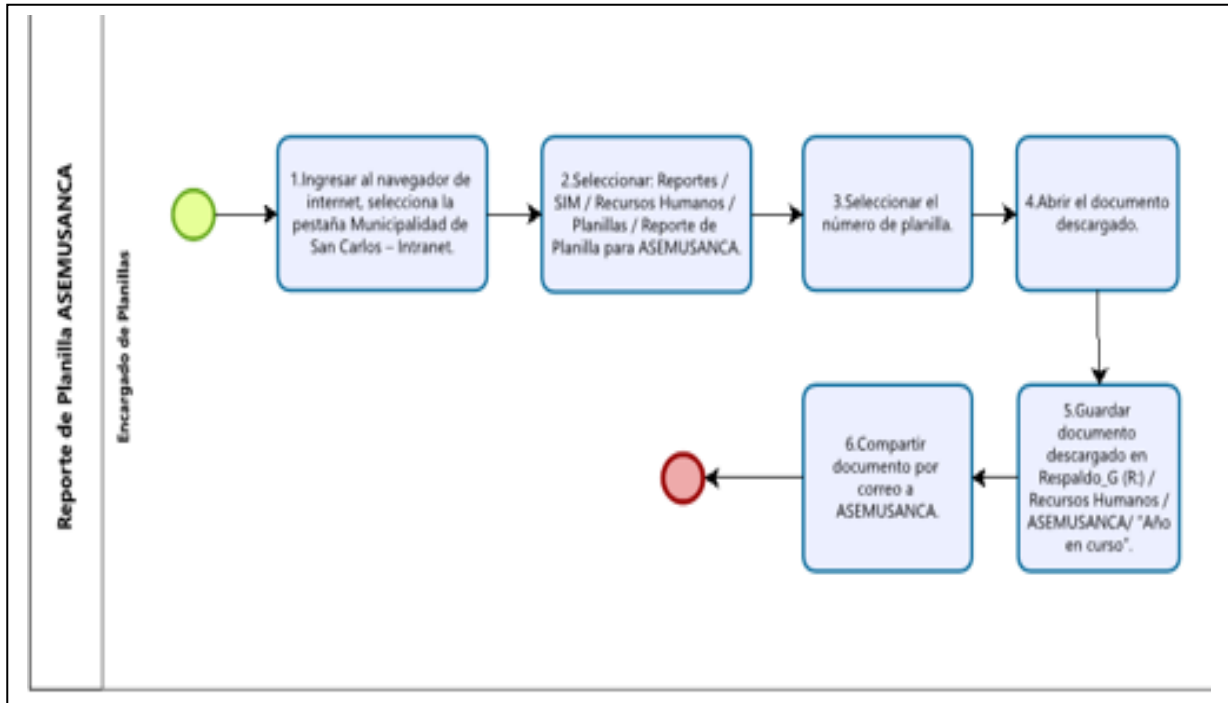 Reporte de Planilla ASEMUSANCA
Encargado de Planillas
1.Ingresar al navegador de
internet, selecciona la
pestaña Municipalidad de
San Carlos – Intranet.
2.Seleccionar: Reportes /
SIM / Recursos Humanos /
Planillas / Reporte de
Planilla para ASEMUSANCA.
3.Seleccionar el
número de planilla.
4.Abrir el documento
descargado.
5.Guardar
documento
descargado en
Respaldo_G (R:) /
Recursos Humanos /
ASEMUSANCA/ "Año
en curso".
6.Compartir
documento por
correo a
ASEMUSANCA.